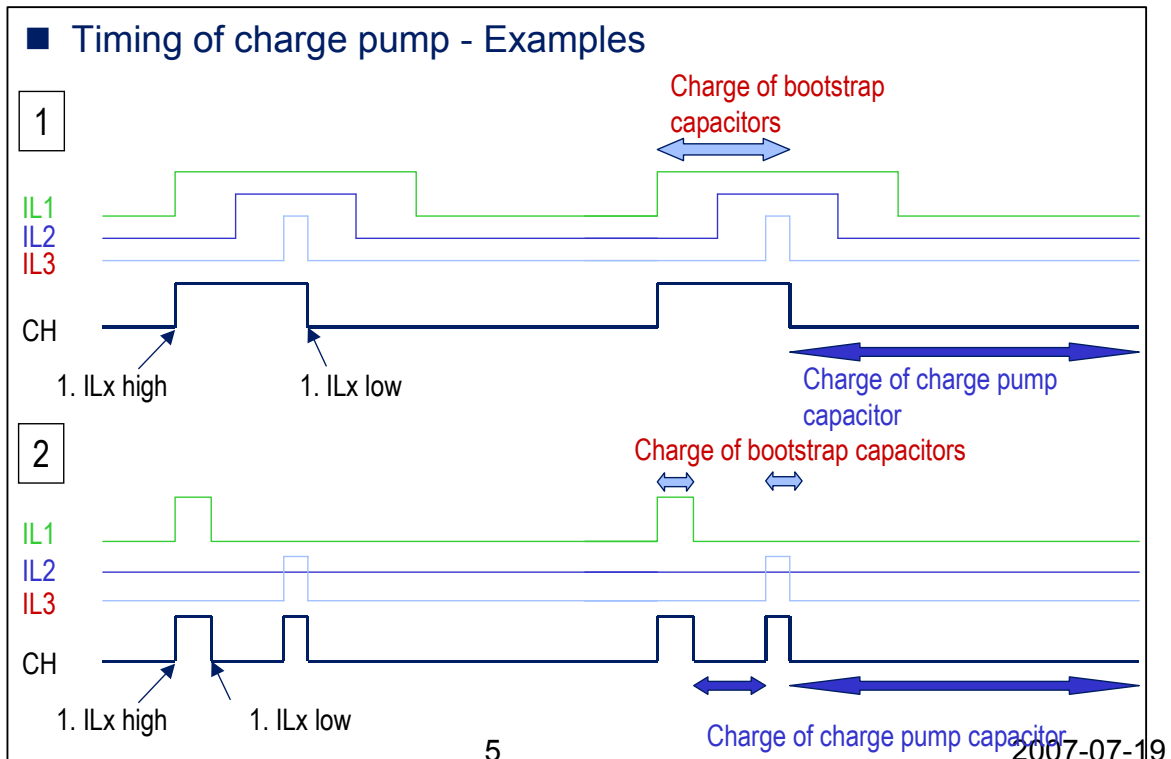 Timing of charge pump - Examples
1
Charge of bootstrap
capacitors
IL1
IL2
IL3
CH
1. ILx high
1. ILx low
Charge of charge pump
capacitor
2
Charge of bootstrap capacitors
IL1
IL2
IL3
CH
1. ILx high
1. ILx low
Charge of charge pump capacitor
5
2007-07-19